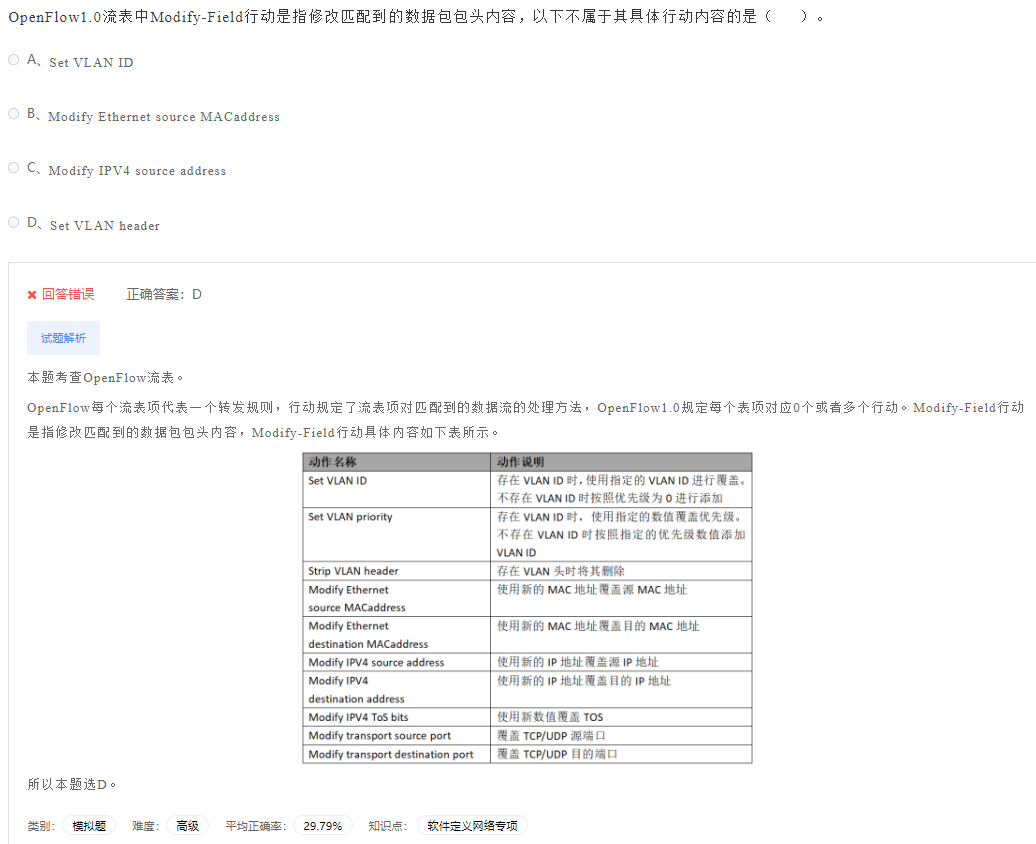 OpenFlow1.0流表中Modify-Field行动是指修改匹配到的数据包包头内容，以下不属于其具体行动内容的是（　　）。
A、Set VLAN ID
B、Modify Ethernet source MACaddress
C、Modify IPV4 source address
D、Set VLAN header
回答错误 正确答案：D
试题解析
本题考查OpenFlow流表。
OpenFlow每个流表项代表一个转发规则，行动规定了流表项对匹配到的数据流的处理方法，OpenFlow1.0规定每个表项对应0个或者多个行动。Modify-Field行动
是指修改匹配到的数据包包头内容，Modify-Field行动具体内容如下表所示。
动作名称 动作说明
Set VLAN ID 存在 VLAN ID 时，使用指定的 VLAN ID 进行覆盖。
不存在 VLAN ID 时按照优先级为 0 进行添加
Set VLAN priority 存在 VLAN ID 时，使用指定的数值覆盖优先级。
不存在 VLAN ID 时按照指定的优先级数值添加
VLAN ID
Strip VLAN header 存在 VLAN 头时将其删除
Modify Ethernet 使用新的 MAC 地址覆盖源 MAC 地址
source MACaddress
Modify Ethernet 使用新的 MAC 地址覆盖目的 MAC 地址
destination MACaddress
Modify IPV4 source address 使用新的 IP 地址覆盖源 IP 地址
Modify IPV4 使用新的 IP 地址覆盖目的 IP 地址
destination address
Modify IPV4 ToS bits 使用新数值覆盖 TOS
Modify transport source port 覆盖 TCP/UDP 源端口
Modify transport destination port 覆盖 TCP/UDP 目的端口
所以本题选D。
类别： 模拟题 难度： 高级 平均正确率： 29.79% 知识点： 软件定义网络专项